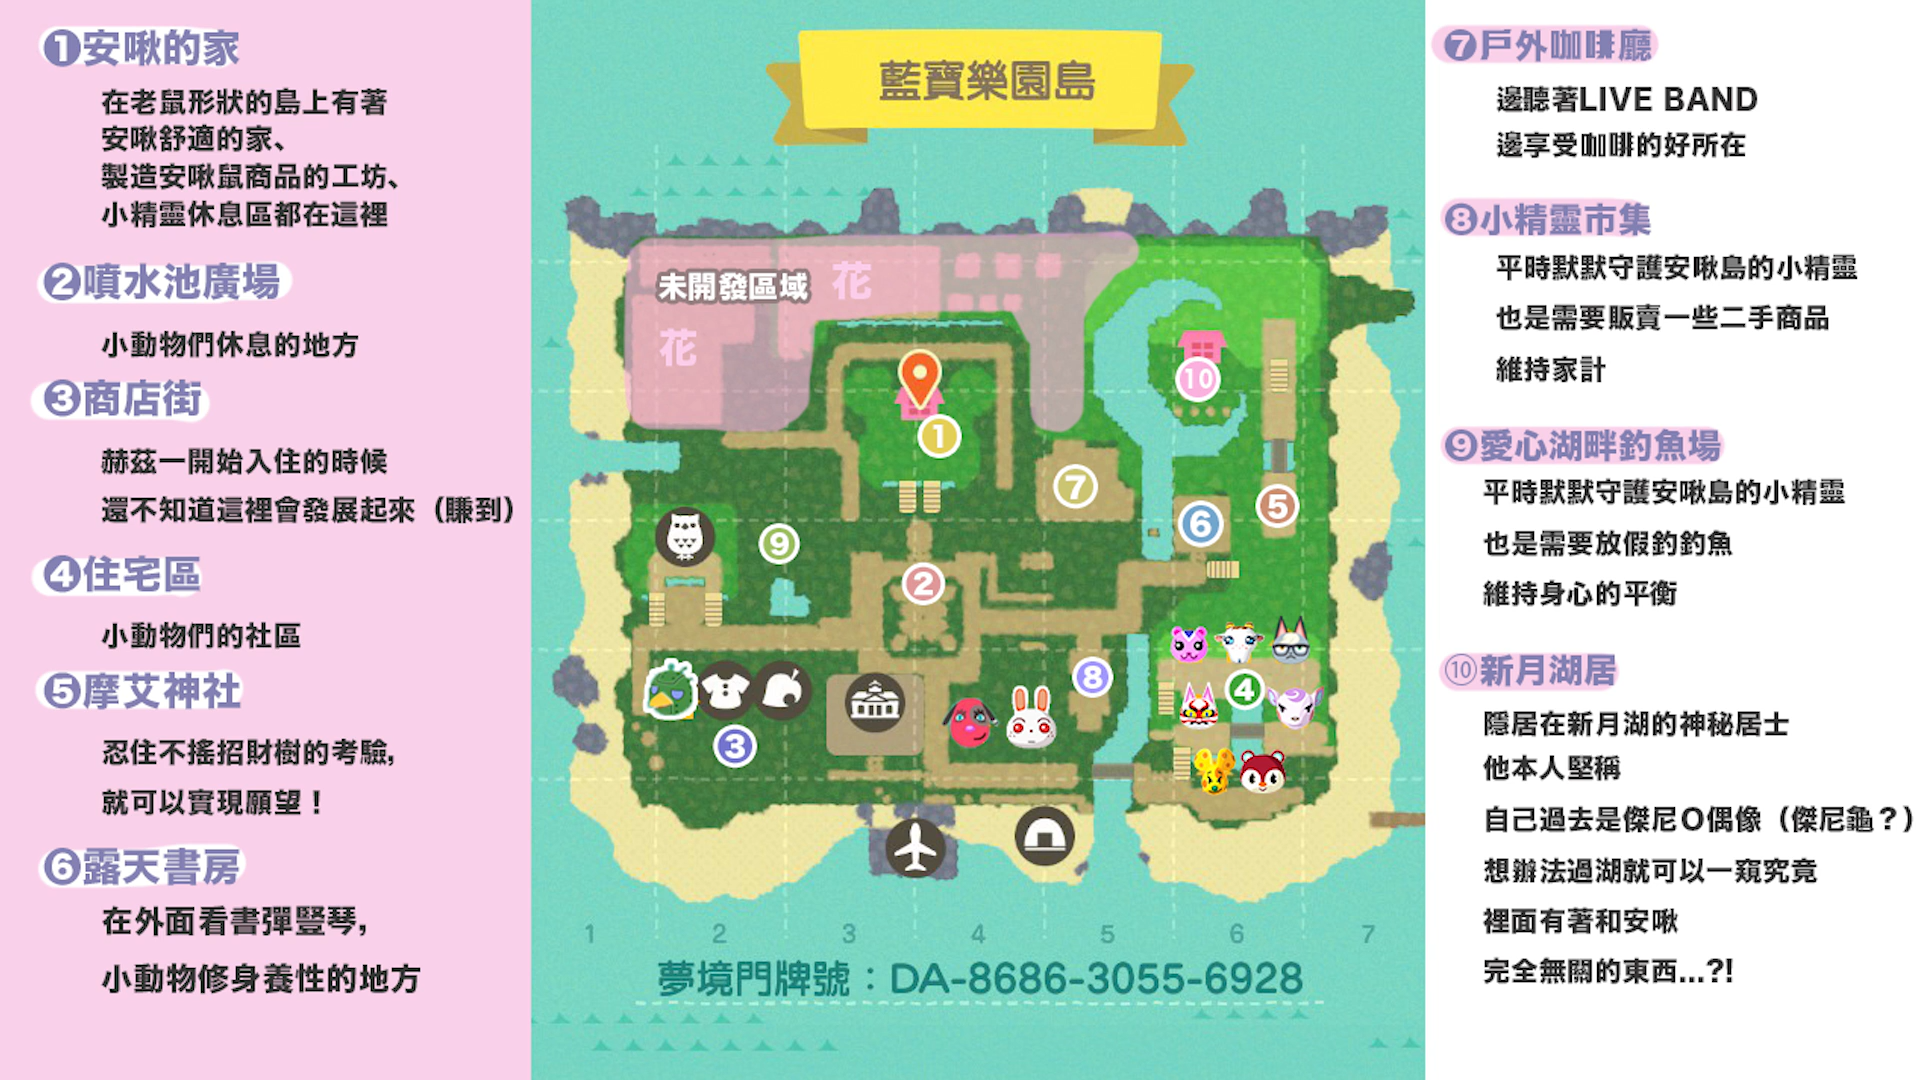 ❶安啾的家
在老鼠形狀的島上有著
安啾舒適的家、
製造安啾鼠商品的工坊、
小精靈休息區都在這裡
❷噴水池廣場
小動物們休息的地方
❸商店街
赫茲一開始入住的時候
還不知道這裡會發展起來（賺到）
❹住宅區
小動物們的社區
❺摩艾神社
忍住不搖招財樹的考驗,
就可以實現願望！
❻露天書房
在外面看書彈豎琴,
小動物修身養性的地方
藍寶樂園島
未開發區域
花
花
10
1
7
5
6
9
2
8
4
3
1 2 3 4 5 6 7
夢境門牌號：DA-8686-3055-6928
❼戶外咖啡廳
邊聽著LIVE BAND
邊享受咖啡的好所在
❽小精靈市集
平時默默守護安啾島的小精靈
也是需要販賣一些二手商品
維持家計
❾愛心湖畔釣魚場
平時默默守護安啾島的小精靈
也是需要放假釣釣魚
維持身心的平衡
⑩新月湖居
隱居在新月湖的神秘居士
他本人堅稱
自己過去是傑尼O偶像（傑尼龜？）
想辦法過湖就可以一窺究竟
裡面有著和安啾
完全無關的東西...?!